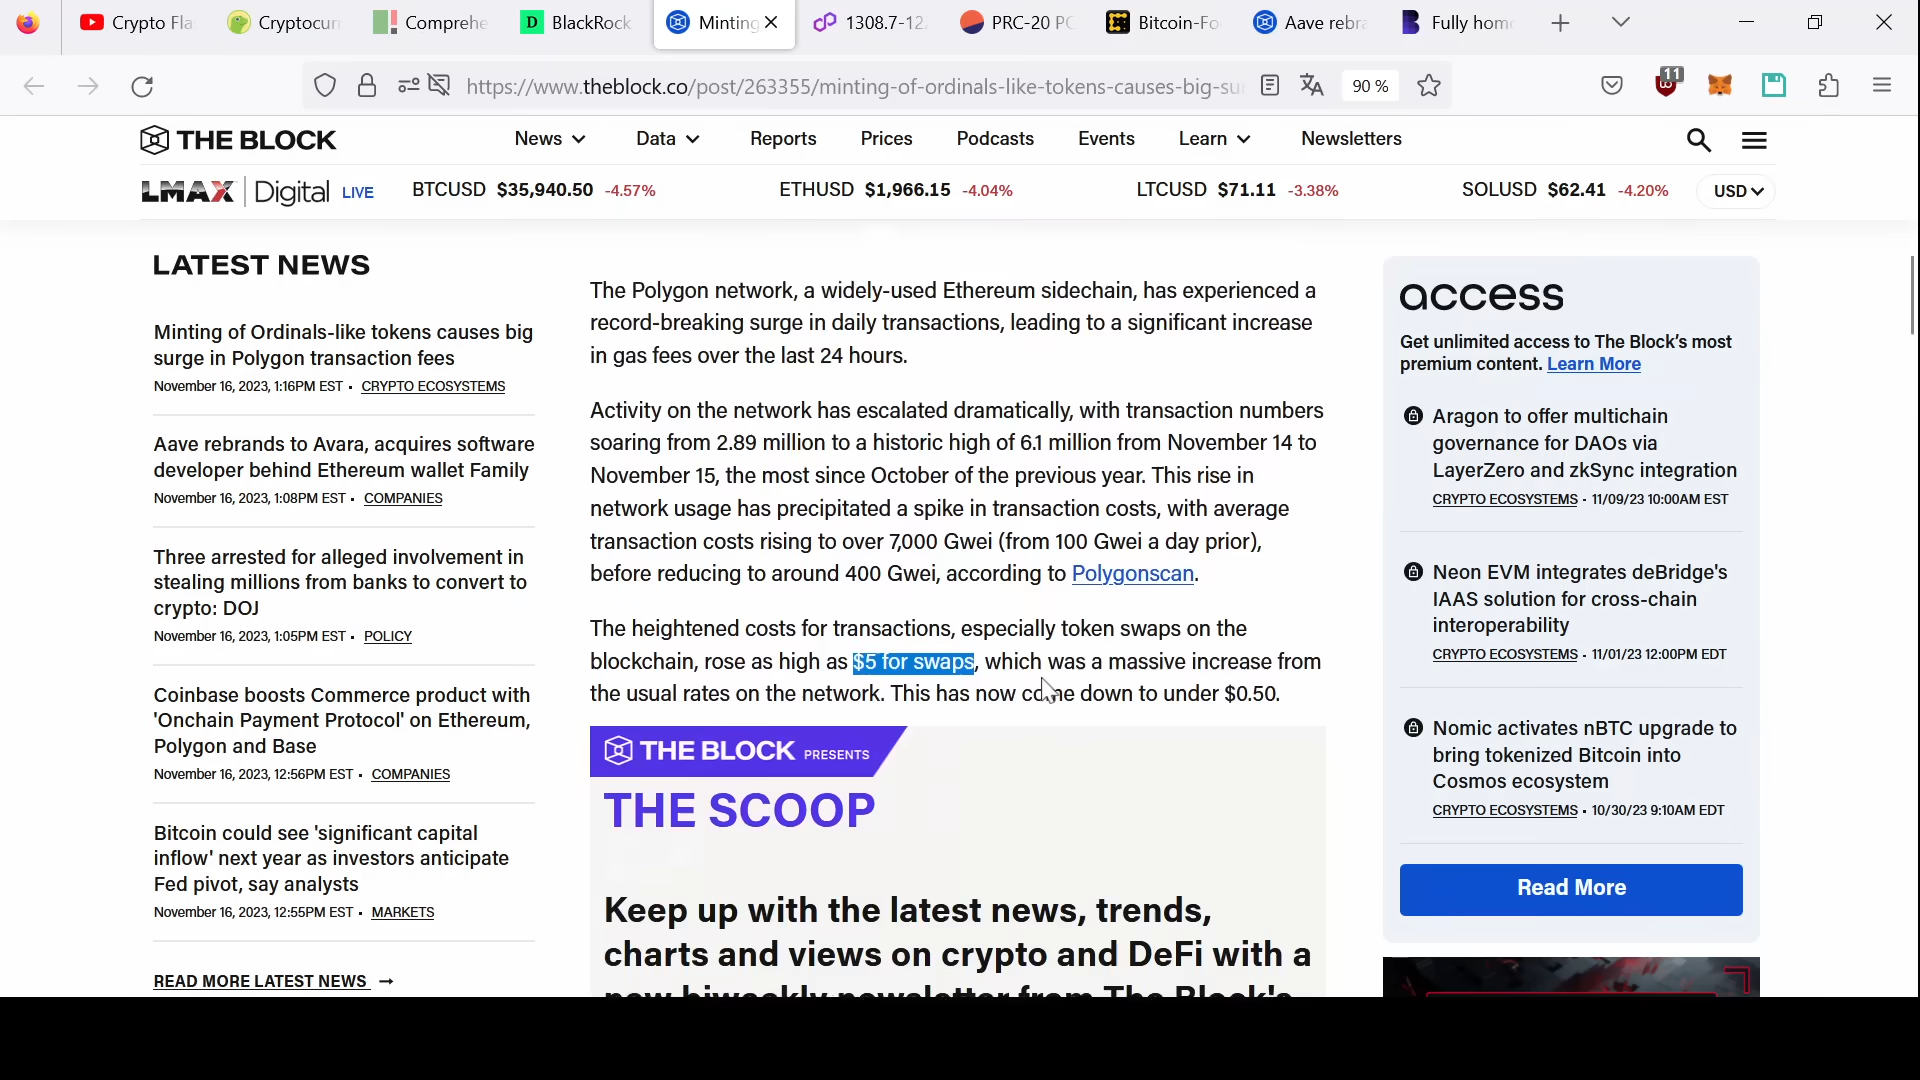 Crypto Fla
Cryptocurr
Comprehe
BlackRock
Minting
1308.7-12
PRC-20 PO
Bitcoin-Fo
Aave rebra
Fully hom
https://www.theblock.co/post/263355/minting-of-ordinals-like-tokens-causes-big-su
90 %
11
THE BLOCK
News
Data
Reports
Prices
Podcasts
Events
Learn
Newsletters
LMAX Digital LIVE
BTCUSD $35,940.50 -4.57%
ETHUSD $1,966.15 -4.04%
LTCUSD $71.11 -3.38%
SOLUSD $62.41 -4.20%
USD
LATEST NEWS
Minting of Ordinals-like tokens causes big
surge in Polygon transaction fees
November 16, 2023, 1:16PM EST • CRYPTO ECOSYSTEMS
Aave rebrands to Avara, acquires software
developer behind Ethereum wallet Family
November 16, 2023, 1:08PM EST • COMPANIES
Three arrested for alleged involvement in
stealing millions from banks to convert to
crypto: DOJ
November 16, 2023, 1:05PM EST • POLICY
Coinbase boosts Commerce product with
'Onchain Payment Protocol' on Ethereum,
Polygon and Base
November 16, 2023, 12:56PM EST • COMPANIES
Bitcoin could see 'significant capital
inflow' next year as investors anticipate
Fed pivot, say analysts
November 16, 2023, 12:55PM EST • MARKETS
READ MORE LATEST NEWS →
The Polygon network, a widely-used Ethereum sidechain, has experienced a
record-breaking surge in daily transactions, leading to a significant increase
in gas fees over the last 24 hours.
Activity on the network has escalated dramatically, with transaction numbers
soaring from 2.89 million to a historic high of 6.1 million from November 14 to
November 15, the most since October of the previous year. This rise in
network usage has precipitated a spike in transaction costs, with average
transaction costs rising to over 7,000 Gwei (from 100 Gwei a day prior),
before reducing to around 400 Gwei, according to Polygonscan.
The heightened costs for transactions, especially token swaps on the
blockchain, rose as high as $5 for swaps, which was a massive increase from
the usual rates on the network. This has now come down to under $0.50.
THE BLOCK PRESENTS
THE SCOOP
Keep up with the latest news, trends,
charts and views on crypto and DeFi with a
new biweekly newsletter from The Block's
access
Get unlimited access to The Block's most
premium content. Learn More
Aragon to offer multichain
governance for DAOs via
LayerZero and zkSync integration
CRYPTO ECOSYSTEMS • 11/09/23 10:00AM EST
Neon EVM integrates deBridge's
IAAS solution for cross-chain
interoperability
CRYPTO ECOSYSTEMS • 11/01/23 12:00PM EDT
Nomic activates nBTC upgrade to
bring tokenized Bitcoin into
Cosmos ecosystem
CRYPTO ECOSYSTEMS • 10/30/23 9:10AM EDT
Read More